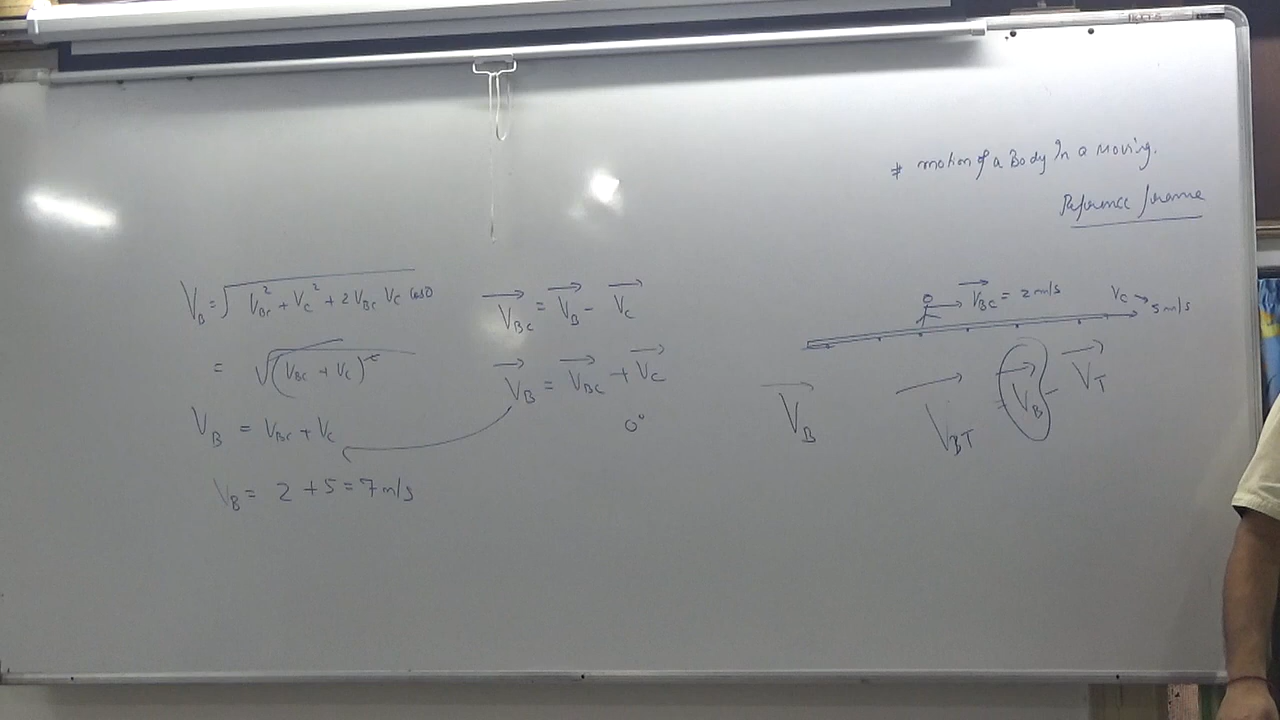 # motion of a Body In a Moving.
Reference frame
V_B = √(V_BC² + V_C² + 2 V_BC V_C cos0
= √(V_BC + V_C)²
V_B = V_BC + V_C
V_B = 2 + 5 = 7 m/s
→V_BC = →V_B - →V_C
→V_B = →V_BC + →V_C
0°
→V_BC = 2 m/s
V_C → 5 m/s
→V_B
→V_BT = →V_B - →V_T